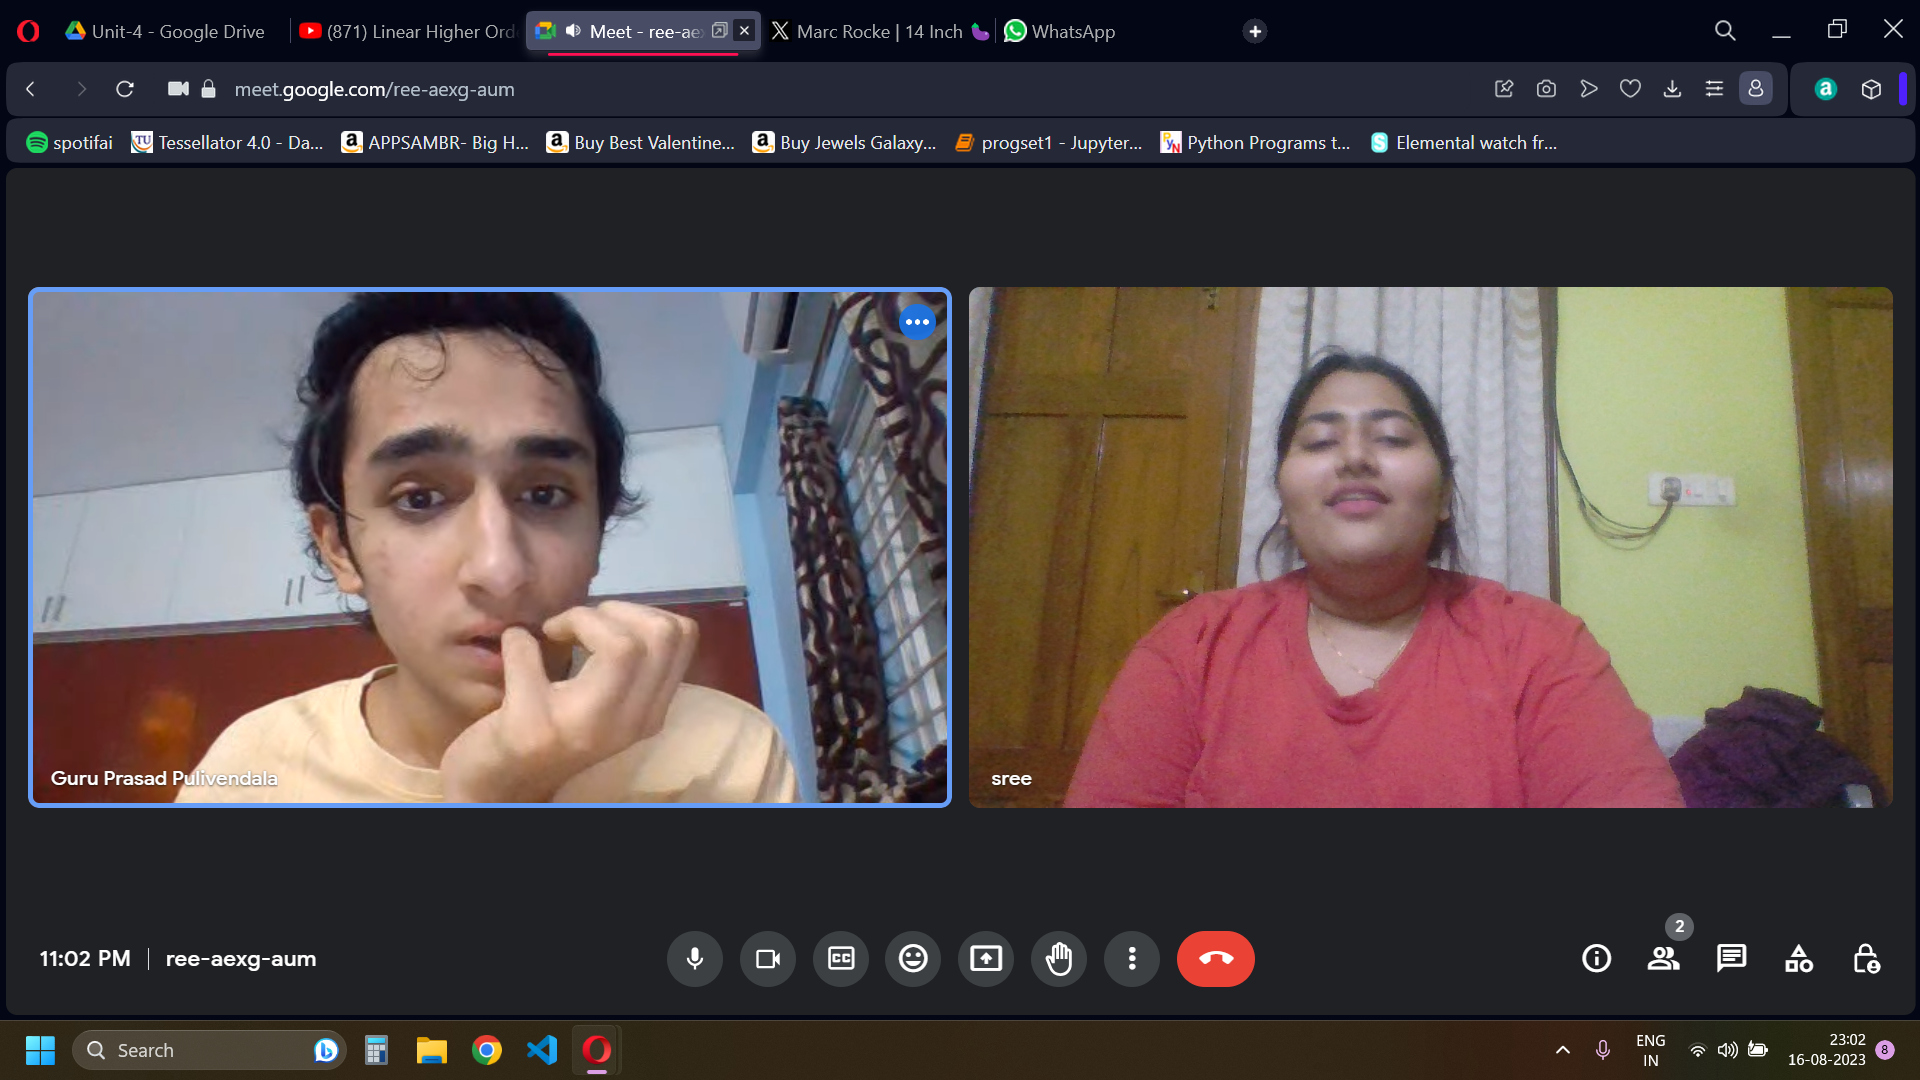 Unit-4 - Google Drive
(871) Linear Higher Ord
Meet - ree-aex
Marc Rocke | 14 Inch
WhatsApp
meet.google.com/ree-aexg-aum
spotifai
Tessellator 4.0 - Da...
APPSAMBR- Big H...
Buy Best Valentine...
Buy Jewels Galaxy...
progset1 - Jupyter...
Python Programs t...
Elemental watch fr...
Guru Prasad Pulivendala
sree
11:02 PM
ree-aexg-aum
CC
2
Search
ENG
IN
23:02
16-08-2023
8